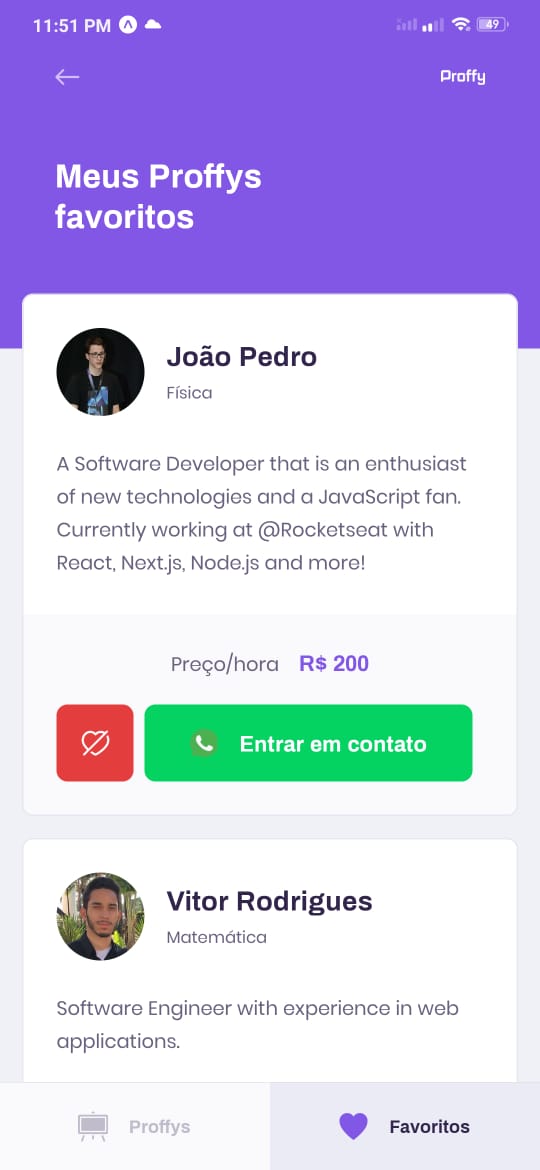 11:51 PM
49
Proffy
Meus Proffys
favoritos
João Pedro
Física
A Software Developer that is an enthusiast
of new technologies and a JavaScript fan.
Currently working at @Rocketseat with
React, Next.js, Node.js and more!
Preço/hora R$ 200
Entrar em contato
Vitor Rodrigues
Matemática
Software Engineer with experience in web
applications.
Proffys Favoritos